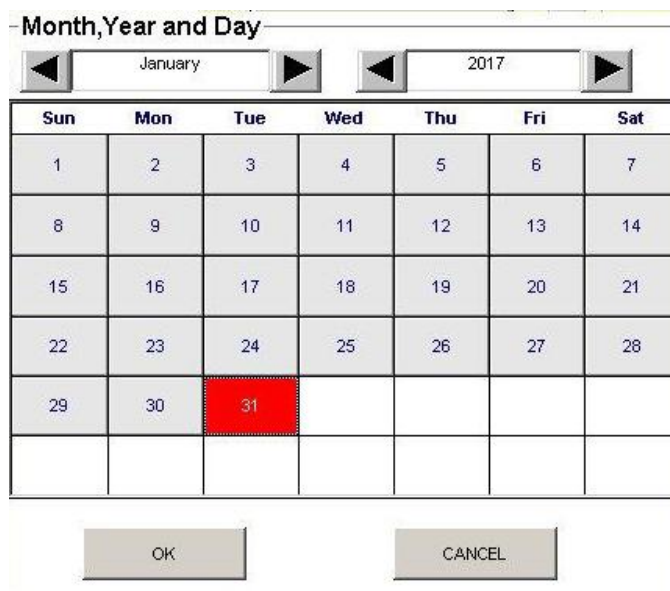 Month,Year and Day
January 2017
Sun Mon Tue Wed Thu Fri Sat
1 2 3 4 5 6 7
8 9 10 11 12 13 14
15 16 17 18 19 20 21
22 23 24 25 26 27 28
29 30 31
OK CANCEL